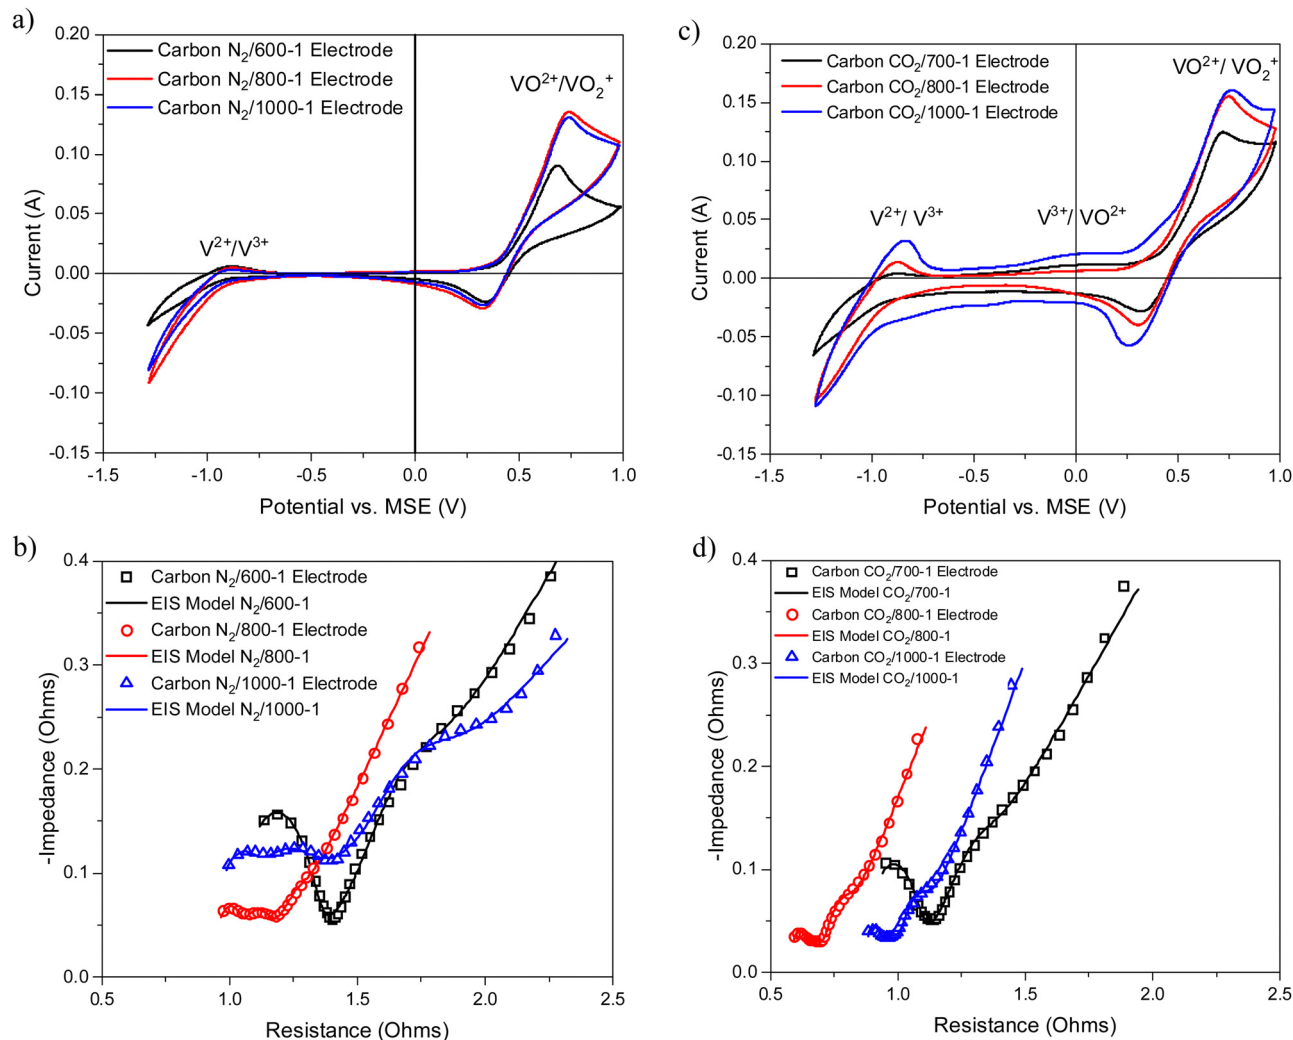 a)
0.20
0.15
0.10
0.05
0.00
-0.05
-0.10
-0.15
Current (A)
Carbon N₂/600-1 Electrode
Carbon N₂/800-1 Electrode
Carbon N₂/1000-1 Electrode
VO²⁺/VO₂⁺
V²⁺/V³⁺
-1.5 -1.0 -0.5 0.0 0.5 1.0
Potential vs. MSE (V)
c)
0.20
0.15
0.10
0.05
0.00
-0.05
-0.10
-0.15
Current (A)
Carbon CO₂/700-1 Electrode
Carbon CO₂/800-1 Electrode
Carbon CO₂/1000-1 Electrode
VO²⁺/ VO₂⁺
V²⁺/ V³⁺
V³⁺/ VO²⁺
-1.5 -1.0 -0.5 0.0 0.5 1.0
Potential vs. MSE (V)
b)
0.4
0.3
0.2
0.1
0.0
-Impedance (Ohms)
Carbon N₂/600-1 Electrode
EIS Model N₂/600-1
Carbon N₂/800-1 Electrode
EIS Model N₂/800-1
Carbon N₂/1000-1 Electrode
EIS Model N₂/1000-1
0.5 1.0 1.5 2.0 2.5
Resistance (Ohms)
d)
0.4
0.3
0.2
0.1
0.0
-Impedance (Ohms)
Carbon CO₂/700-1 Electrode
EIS Model CO₂/700-1
Carbon CO₂/800-1 Electrode
EIS Model CO₂/800-1
Carbon CO₂/1000-1 Electrode
EIS Model CO₂/1000-1
0.5 1.0 1.5 2.0 2.5
Resistance (Ohms)